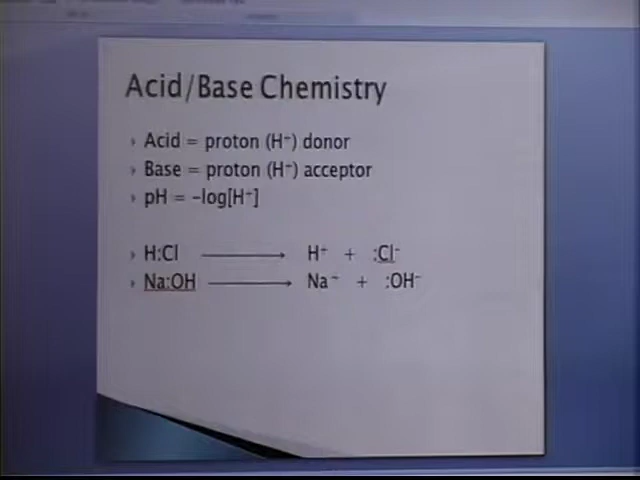 Acid/Base Chemistry
Acid = proton (H⁺) donor
Base = proton (H⁺) acceptor
pH = -log[H⁺]
H:Cl ⟶ H⁺ + :Cl⁻
Na:OH ⟶ Na⁺ + :OH⁻